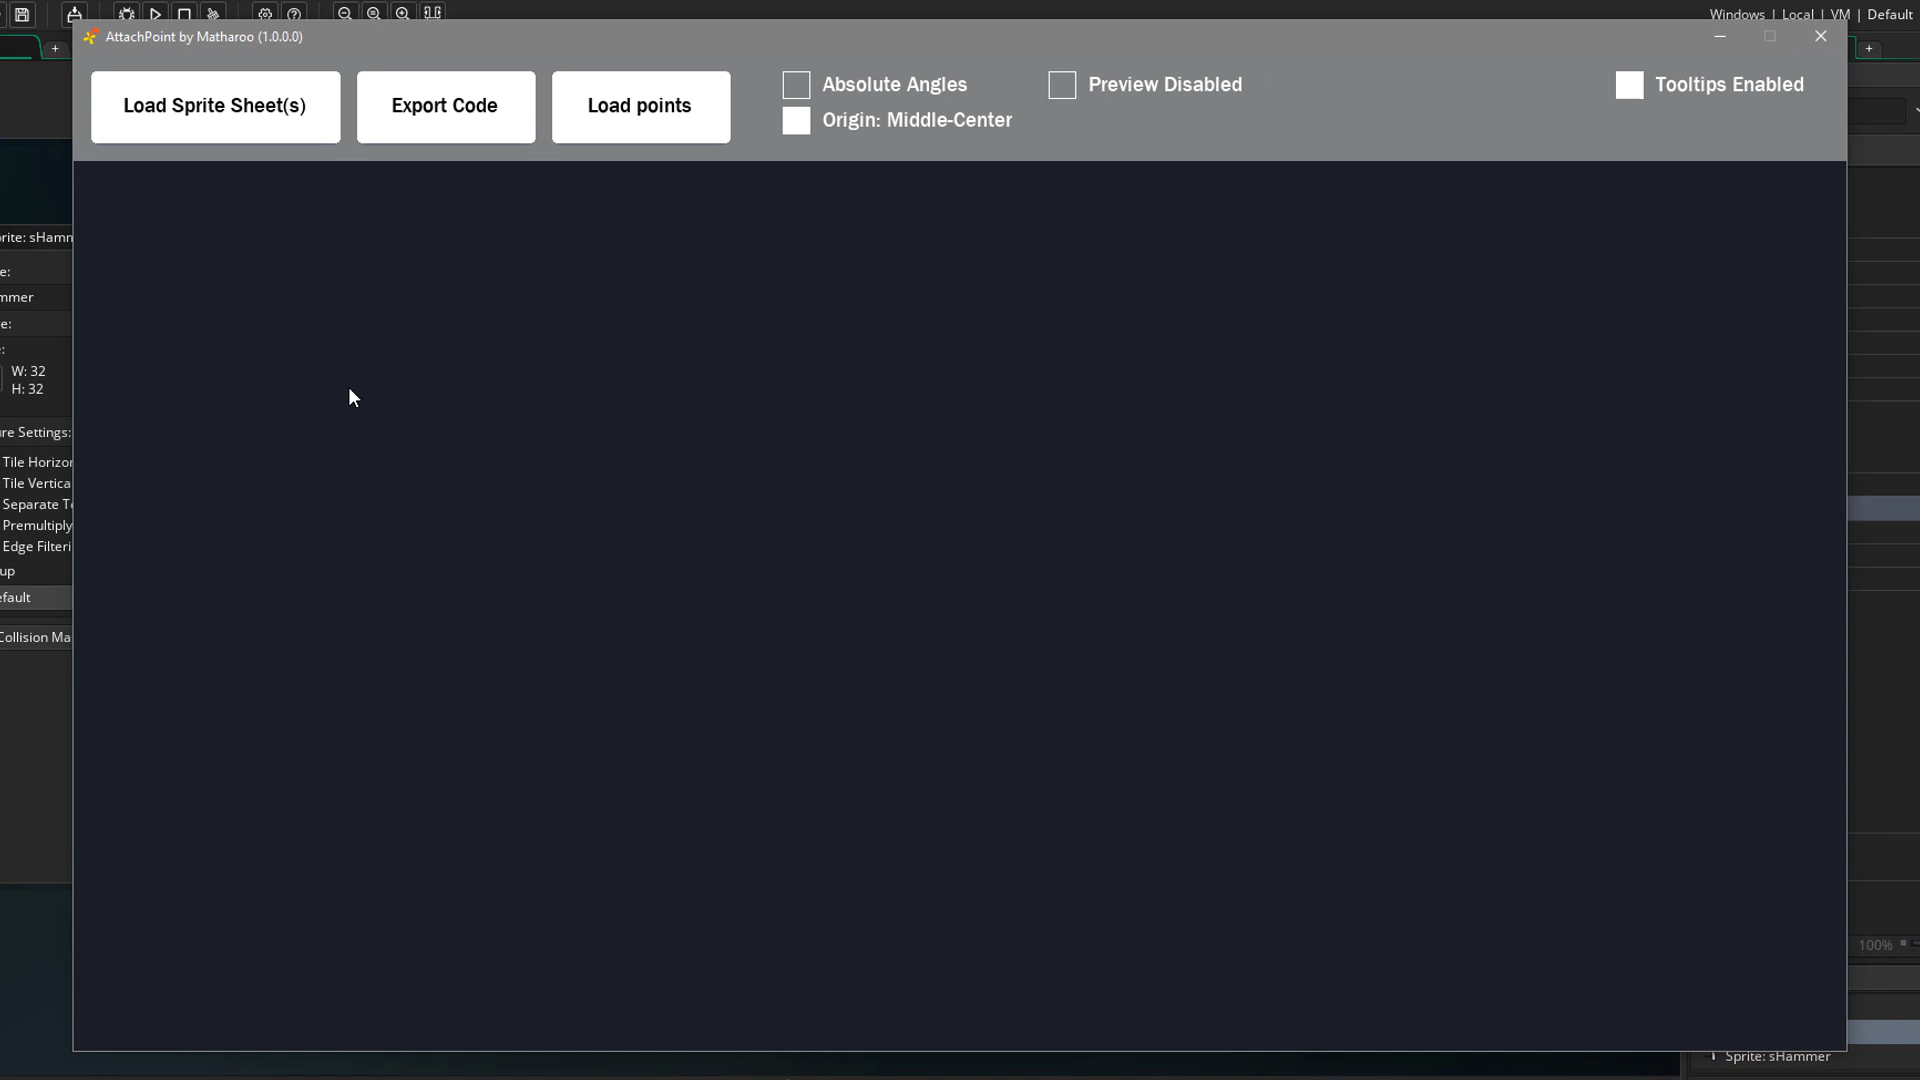 Windows | Local | VM | Default
AttachPoint by Matharoo (1.0.0.0)
Load Sprite Sheet(s)
Export Code
Load points
Absolute Angles
Origin: Middle-Center
Preview Disabled
Tooltips Enabled
+
+
rite: sHamm
e:
mmer
e:
:
W: 32
H: 32
re Settings:
Tile Horizon
Tile Vertica
Separate Te
Premultiply
Edge Filteri
up
efault
Collision Ma
100%
Sprite: sHammer